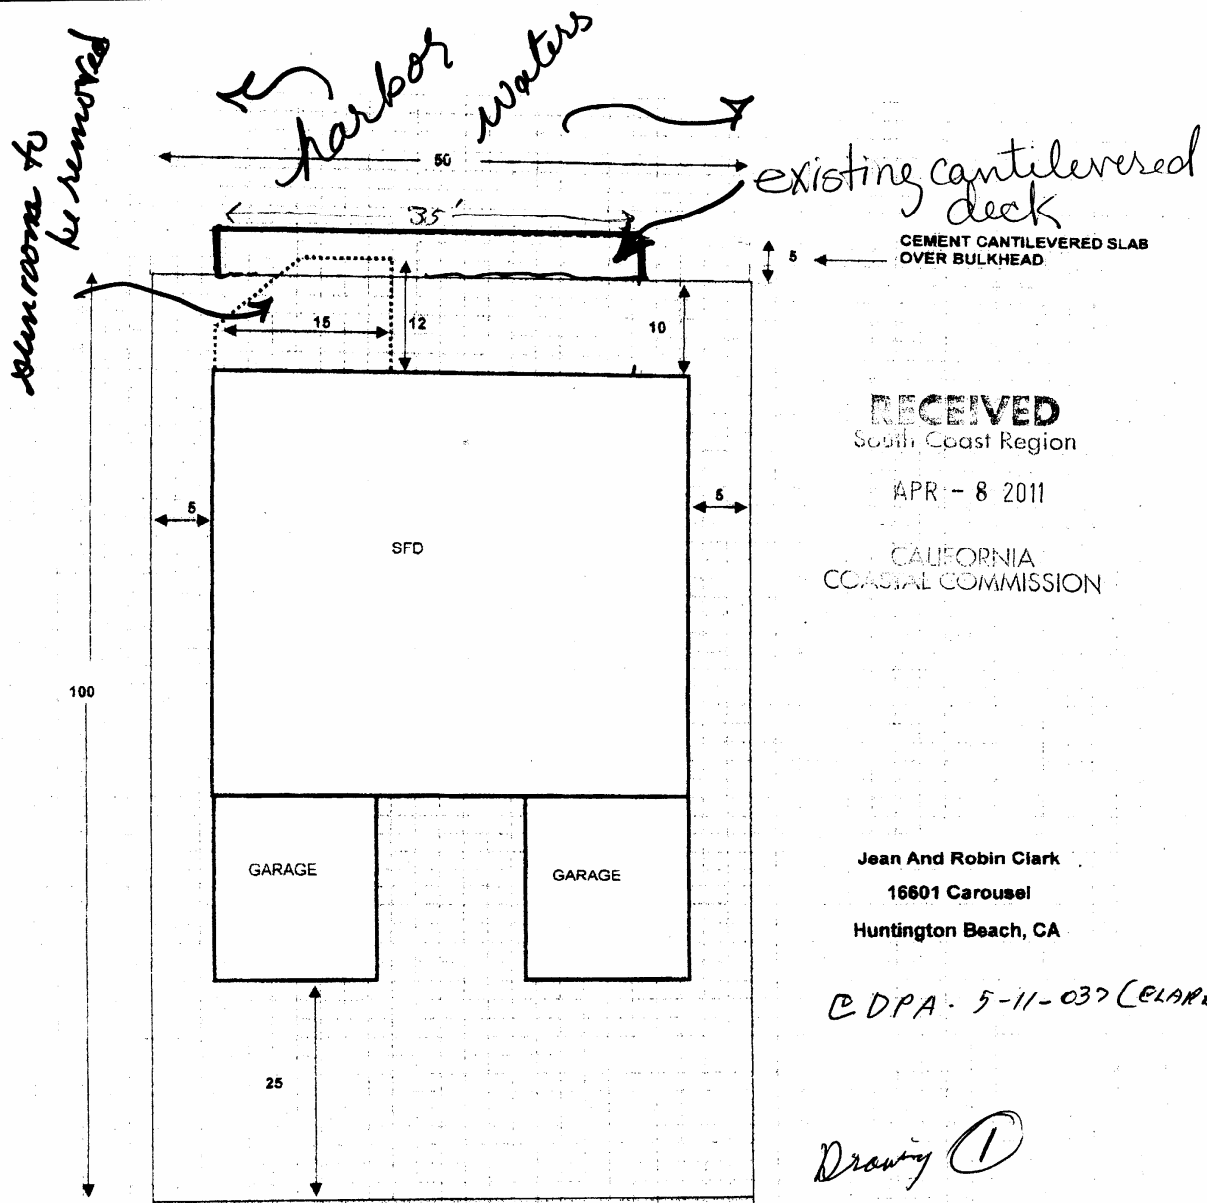 sunroom to
be removed
harbor
waters
50
existing cantilevered
deck
35'
CEMENT CANTILEVERED SLAB
OVER BULKHEAD
5
15
12
10
RECEIVED
South Coast Region
APR - 8 2011
CALIFORNIA
COASTAL COMMISSION
5
5
SFD
100
GARAGE
GARAGE
Jean And Robin Clark
16601 Carousel
Huntington Beach, CA
CDPA. 5-11-037 (CLARK
25
Drawing 1